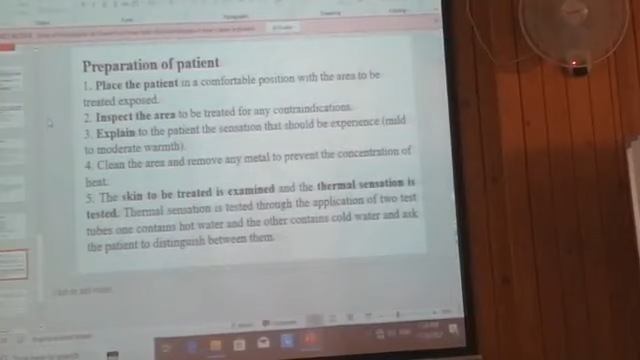 Preparation of patient
1. Place the patient in a comfortable position with the area to be
treated exposed.
2. Inspect the area to be treated for any contraindications.
3. Explain to the patient the sensation that should be experience (mild
to moderate warmth).
4. Clean the area and remove any metal to prevent the concentration of
heat.
5. The skin to be treated is examined and the thermal sensation is
tested. Thermal sensation is tested through the application of two test
tubes one contains hot water and the other contains cold water and ask
the patient to distinguish between them.